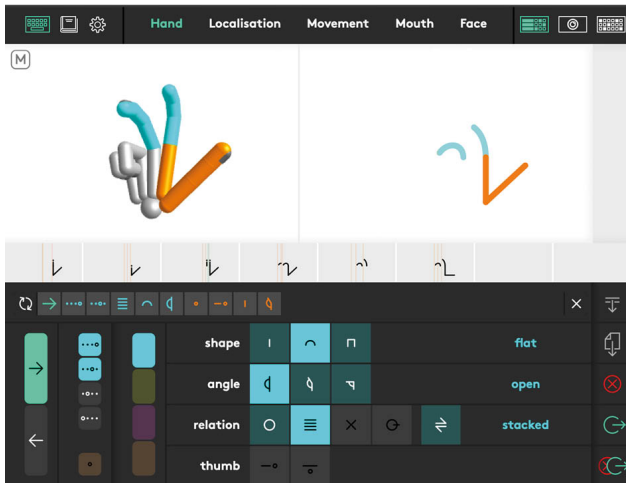 Hand Localisation Movement Mouth Face
M
shape flat
angle open
relation stacked
thumb